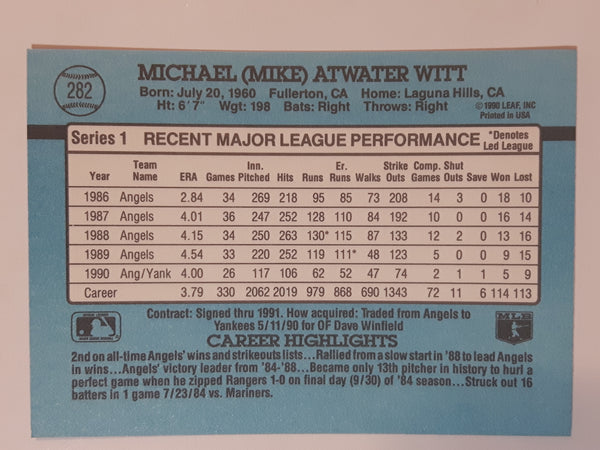 282
MICHAEL (MIKE) ATWATER WITT
Born: July 20, 1960 Fullerton, CA Home: Laguna Hills, CA
Ht: 6' 7" Wgt: 198 Bats: Right Throws: Right
©1990 LEAF, INC
Printed in USA
Series 1 RECENT MAJOR LEAGUE PERFORMANCE *Denotes Led League
Year Team Name ERA Games Inn. Pitched Hits Runs Er. Runs Walks Strike Outs Comp. Games Shut Outs Save Won Lost
1986 Angels 2.84 34 269 218 95 85 73 208 14 3 0 18 10
1987 Angels 4.01 36 247 252 128 110 84 192 10 0 0 16 14
1988 Angels 4.15 34 250 263 130* 115 87 133 12 2 0 13 16
1989 Angels 4.54 33 220 252 119 111* 48 123 5 0 0 9 15
1990 Ang/Yank 4.00 26 117 106 62 52 47 74 2 1 1 5 9
Career 3.79 330 2062 2019 979 868 690 1343 72 11 6 114 113
Contract: Signed thru 1991. How acquired: Traded from Angels to
Yankees 5/11/90 for OF Dave Winfield
MLB
CAREER HIGHLIGHTS
2nd on all-time Angels' wins and strikeouts lists...Rallied from a slow start in '88 to lead Angels
in wins...Angels' victory leader from '84-'88...Became only 13th pitcher in history to hurl a
perfect game when he zipped Rangers 1-0 on final day (9/30) of '84 season...Struck out 16
batters in 1 game 7/23/84 vs. Mariners.